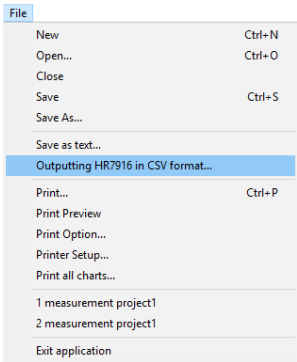 File
New Ctrl+N
Open... Ctrl+O
Close
Save Ctrl+S
Save As...
Save as text...
Outputting HR7916 in CSV format...
Print... Ctrl+P
Print Preview
Print Option...
Printer Setup...
Print all charts...
1 measurement project1
2 measurement project1
Exit application